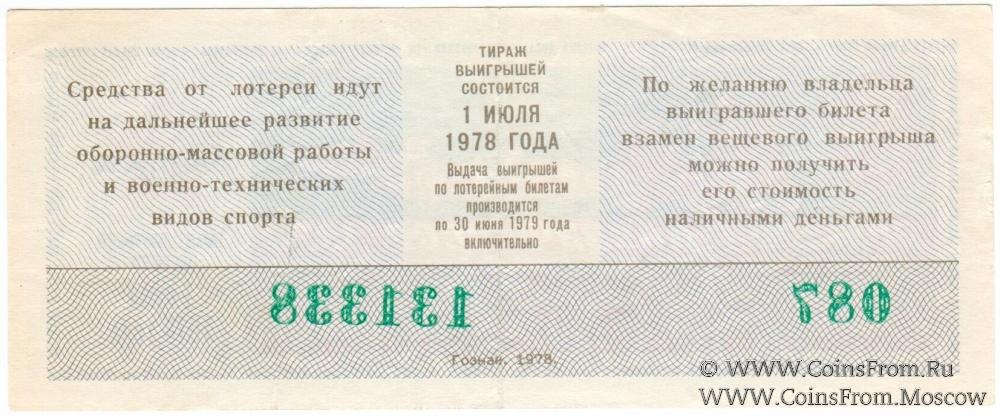 Средства от лотереи идут
на дальнейшее развитие
оборонно-массовой работы
и военно-технических
видов спорта
ТИРАЖ
ВЫИГРЫШЕЙ
СОСТОИТСЯ
1 ИЮЛЯ
1978 ГОДА
Выдача выигрышей
по лотерейным билетам
производится
по 30 июня 1979 года
включительно
По желанию владельца
выигравшего билета
взамен вещевого выигрыша
можно получить
его стоимость
наличными деньгами
131338
087
Гознак. 1978.
© WWW.CoinsFrom.Ru
WWW.CoinsFrom.Moscow